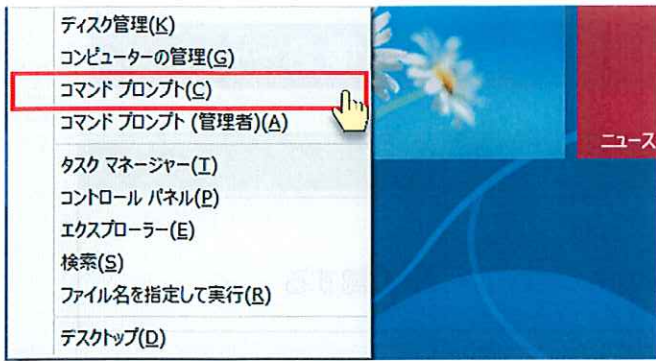 ディスク管理(K)
コンピューターの管理(G)
コマンド プロンプト(C)
コマンド プロンプト (管理者)(A)
タスク マネージャー(T)
コントロール パネル(P)
エクスプローラー(E)
検索(S)
ファイル名を指定して実行(R)
デスクトップ(D)
ニュース